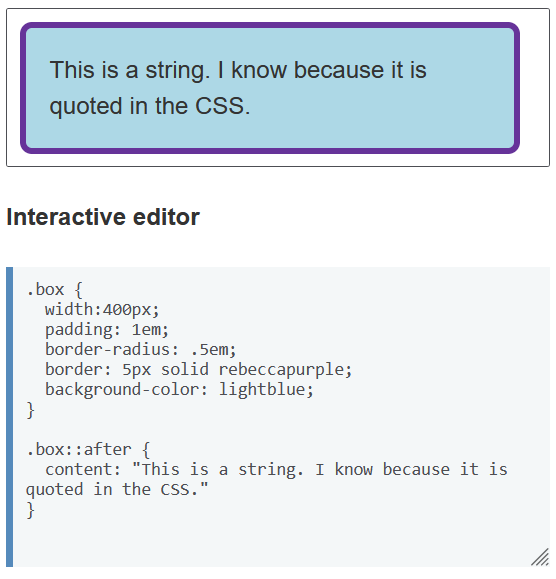 This is a string. I know because it is
quoted in the CSS.
Interactive editor
.box {
  width:400px;
  padding: 1em;
  border-radius: .5em;
  border: 5px solid rebeccapurple;
  background-color: lightblue;
}
.box::after {
  content: "This is a string. I know because it is
quoted in the CSS."
}